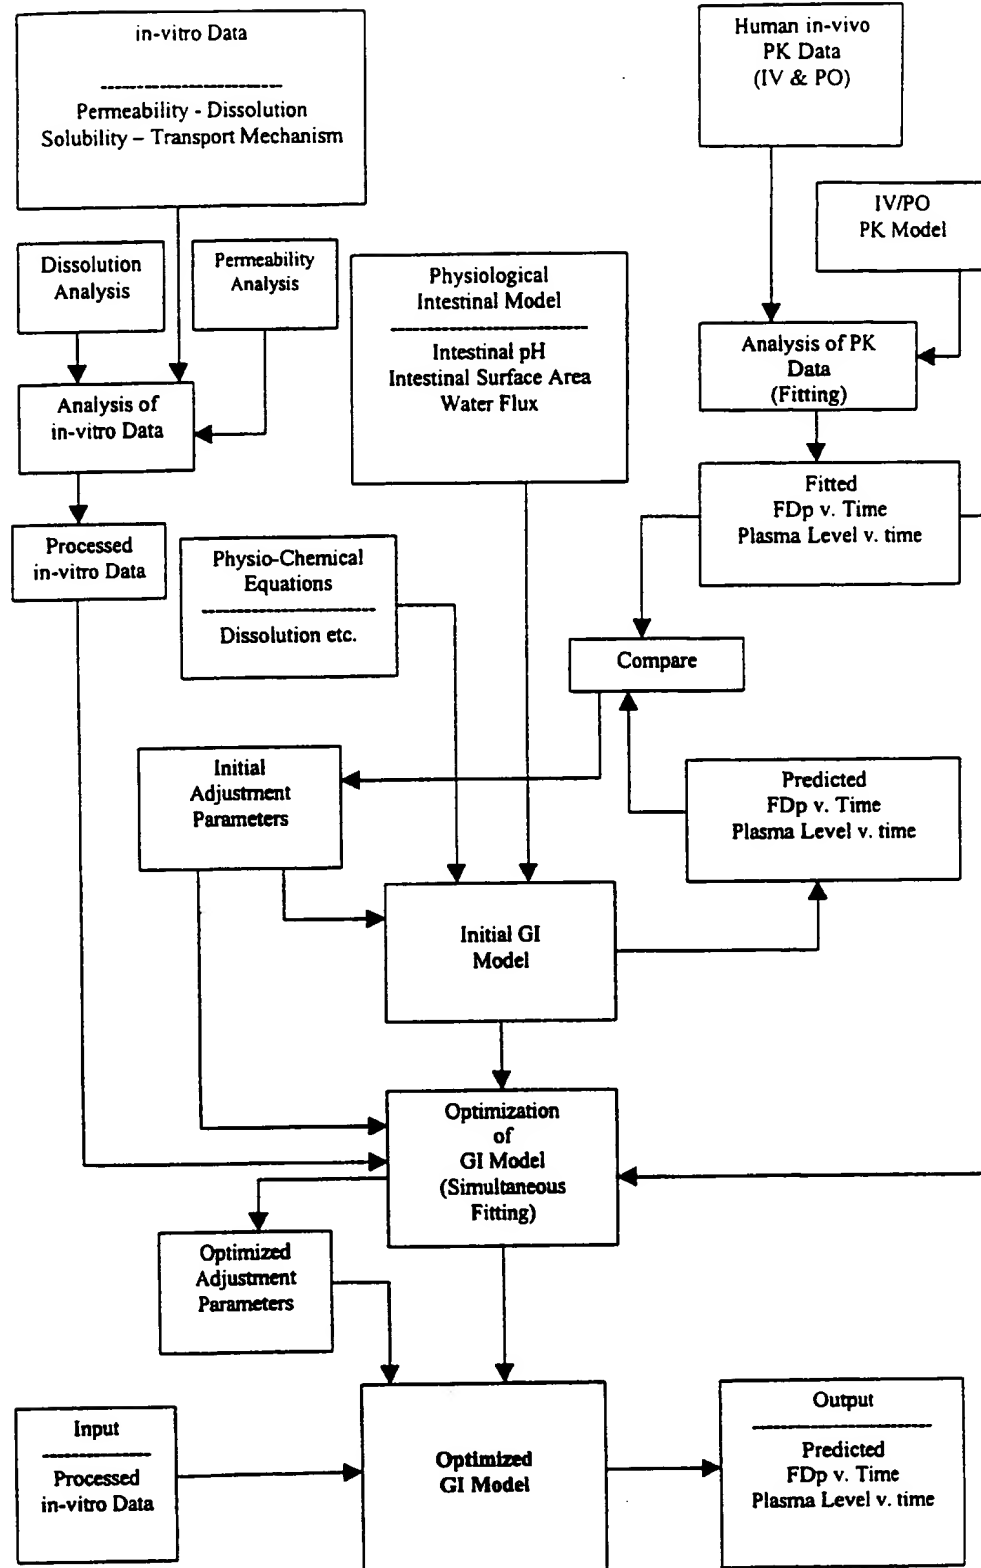 in-vitro Data
Permeability - Dissolution
Solubility – Transport Mechanism
Human in-vivo
PK Data
(IV & PO)
IV/PO
PK Model
Dissolution
Analysis
Permeability
Analysis
Physiological
Intestinal Model
Intestinal pH
Intestinal Surface Area
Water Flux
Analysis of PK
Data
(Fitting)
Analysis of
in-vitro Data
Fitted
FDp v. Time
Plasma Level v. time
Processed
in-vitro Data
Physio-Chemical
Equations
Dissolution etc.
Compare
Initial
Adjustment
Parameters
Predicted
FDp v. Time
Plasma Level v. time
Initial GI
Model
Optimization
of
GI Model
(Simultaneous
Fitting)
Optimized
Adjustment
Parameters
Input
Processed
in-vitro Data
Optimized
GI Model
Output
Predicted
FDp v. Time
Plasma Level v. time